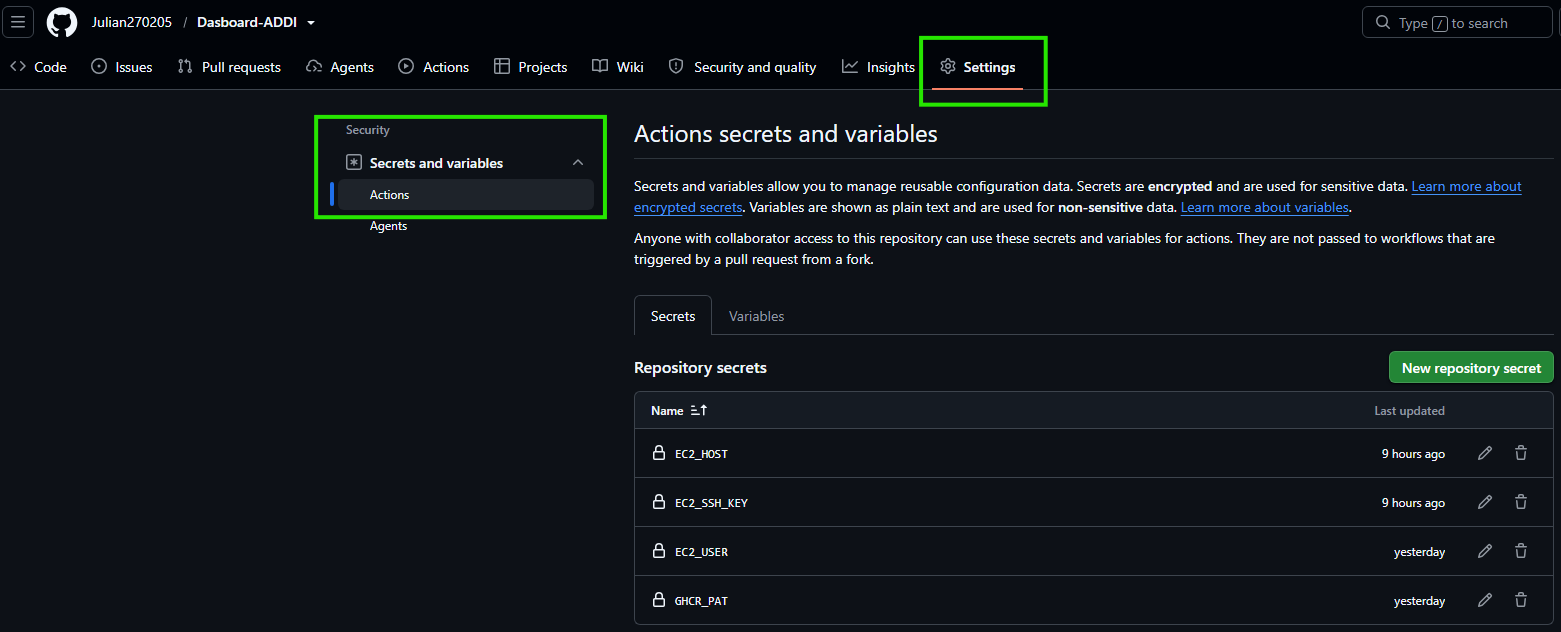 Julian270205 / Dasboard-ADDI
Type / to search
Code Issues Pull requests Agents Actions Projects Wiki Security and quality Insights Settings
Security
Secrets and variables
Actions
Agents
Actions secrets and variables
Secrets and variables allow you to manage reusable configuration data. Secrets are encrypted and are used for sensitive data. Learn more about
encrypted secrets. Variables are shown as plain text and are used for non-sensitive data. Learn more about variables.
Anyone with collaborator access to this repository can use these secrets and variables for actions. They are not passed to workflows that are
triggered by a pull request from a fork.
Secrets Variables
Repository secrets
New repository secret
Name Last updated
EC2_HOST 9 hours ago
EC2_SSH_KEY 9 hours ago
EC2_USER yesterday
GHCR_PAT yesterday